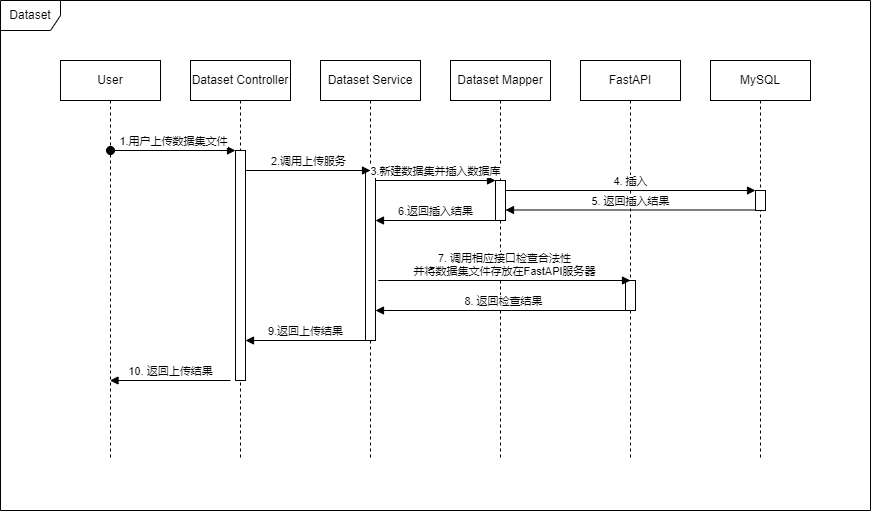 Dataset
User
Dataset Controller
Dataset Service
Dataset Mapper
FastAPI
MySQL
1.用户上传数据集文件
2.调用上传服务
3.新建数据集并插入数据库
4. 插入
5. 返回插入结果
6.返回插入结果
7. 调用相应接口检查合法性
并将数据集文件存放在FastAPI服务器
8. 返回检查结果
9.返回上传结果
10. 返回上传结果